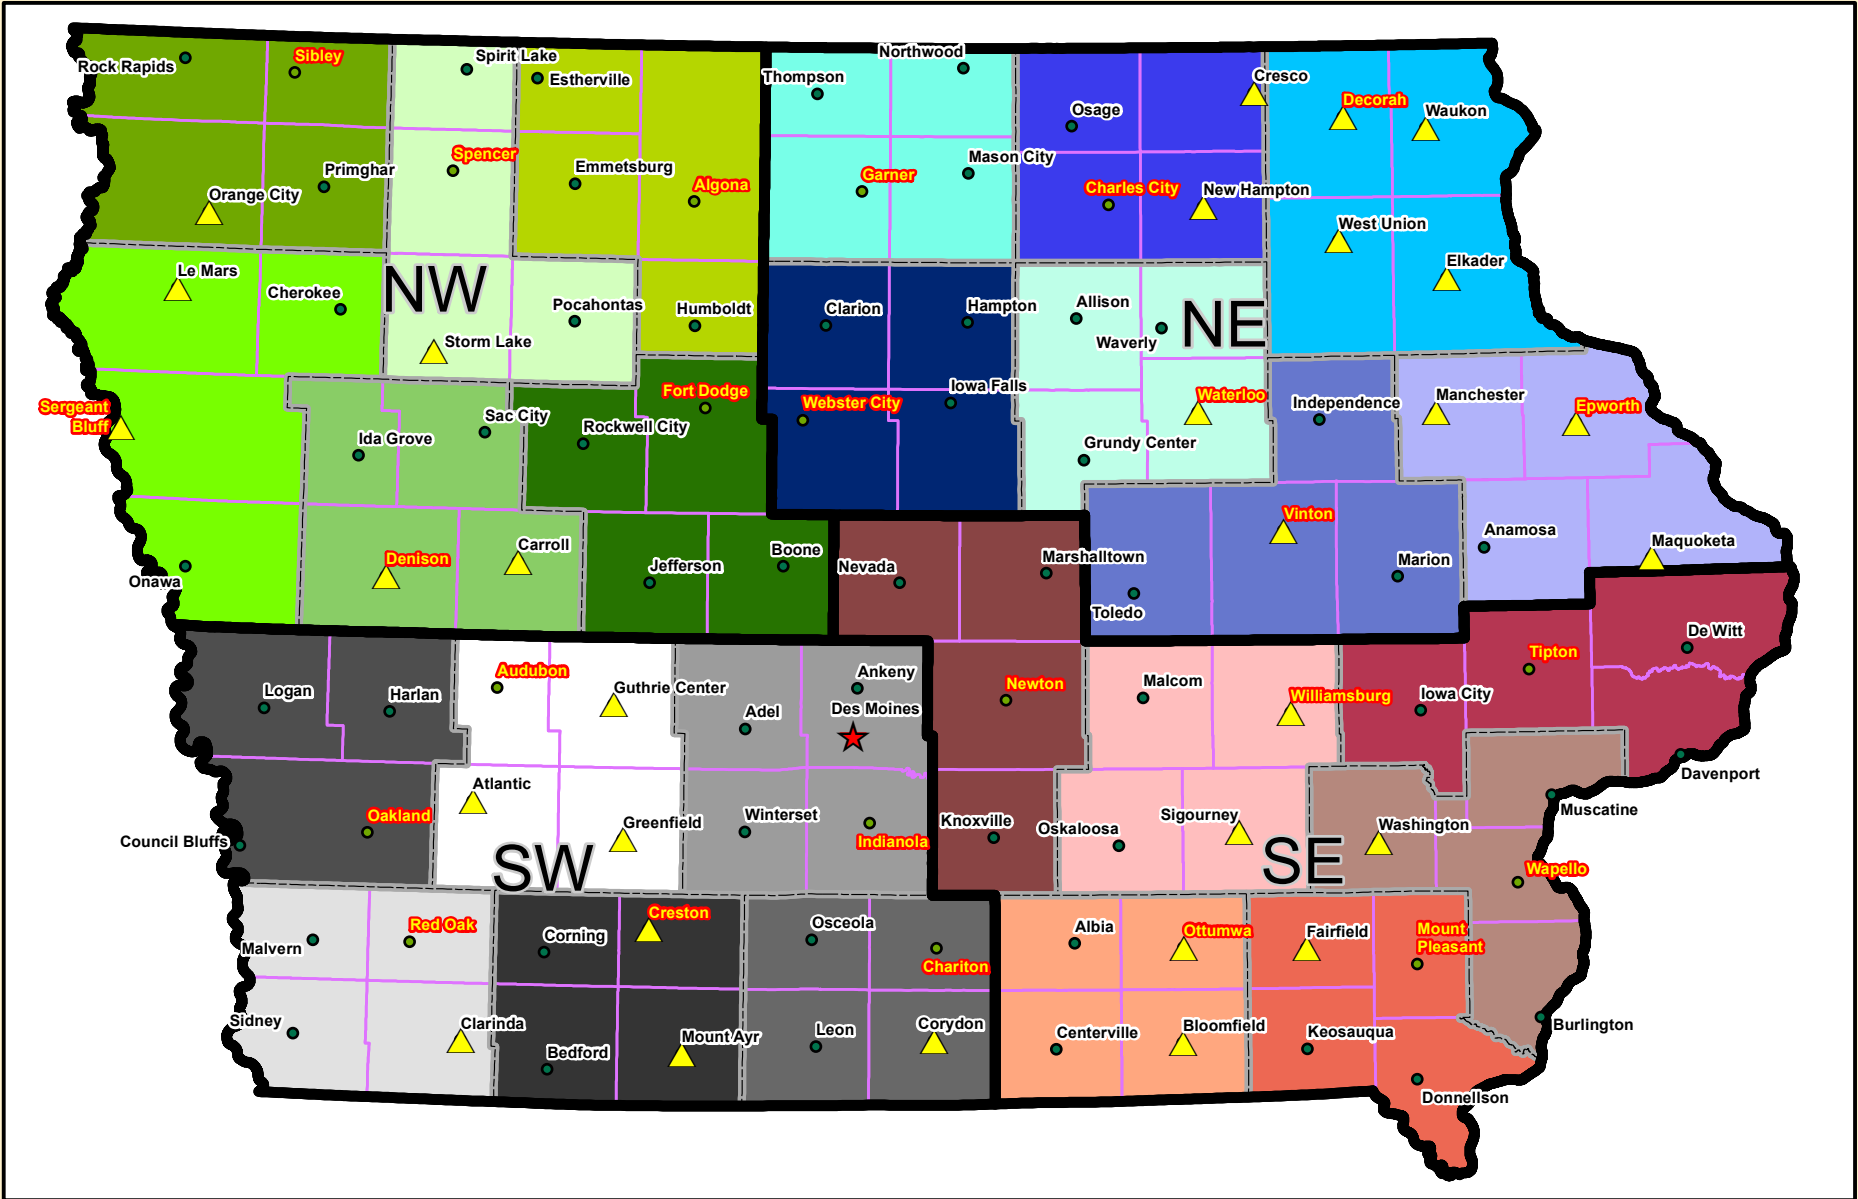 Northwood
Spirit Lake
Sibley
Rock Rapids
Estherville
Thompson
Cresco
Decorah
Waukon
Osage
Spencer
Mason City
Primghar
Emmetsburg
Garner
Algona
Charles City
New Hampton
Orange City
West Union
Le Mars
Elkader
NW
Cherokee
Pocahontas
Humboldt
Clarion
Hampton
Allison
NE
Storm Lake
Waverly
Iowa Falls
Fort Dodge
Webster City
Waterloo
Independence
Manchester
Epworth
Sergeant
Bluff
Sac City
Rockwell City
Ida Grove
Grundy Center
Vinton
Anamosa
Maquoketa
Carroll
Boone
Denison
Jefferson
Nevada
Marshalltown
Marion
Onawa
Toledo
De Witt
Tipton
Audubon
Ankeny
Logan
Harlan
Guthrie Center
Newton
Malcom
Williamsburg
Iowa City
Adel
Des Moines
Davenport
Atlantic
Muscatine
Oakland
Greenfield
Winterset
Knoxville
Oskaloosa
Sigourney
Washington
Council Bluffs
Indianola
SW
SE
Wapello
Creston
Red Oak
Osceola
Albia
Ottumwa
Fairfield
Mount
Pleasant
Malvern
Corning
Chariton
Sidney
Clarinda
Mount Ayr
Leon
Corydon
Centerville
Bloomfield
Keosauqua
Burlington
Bedford
Donnellson